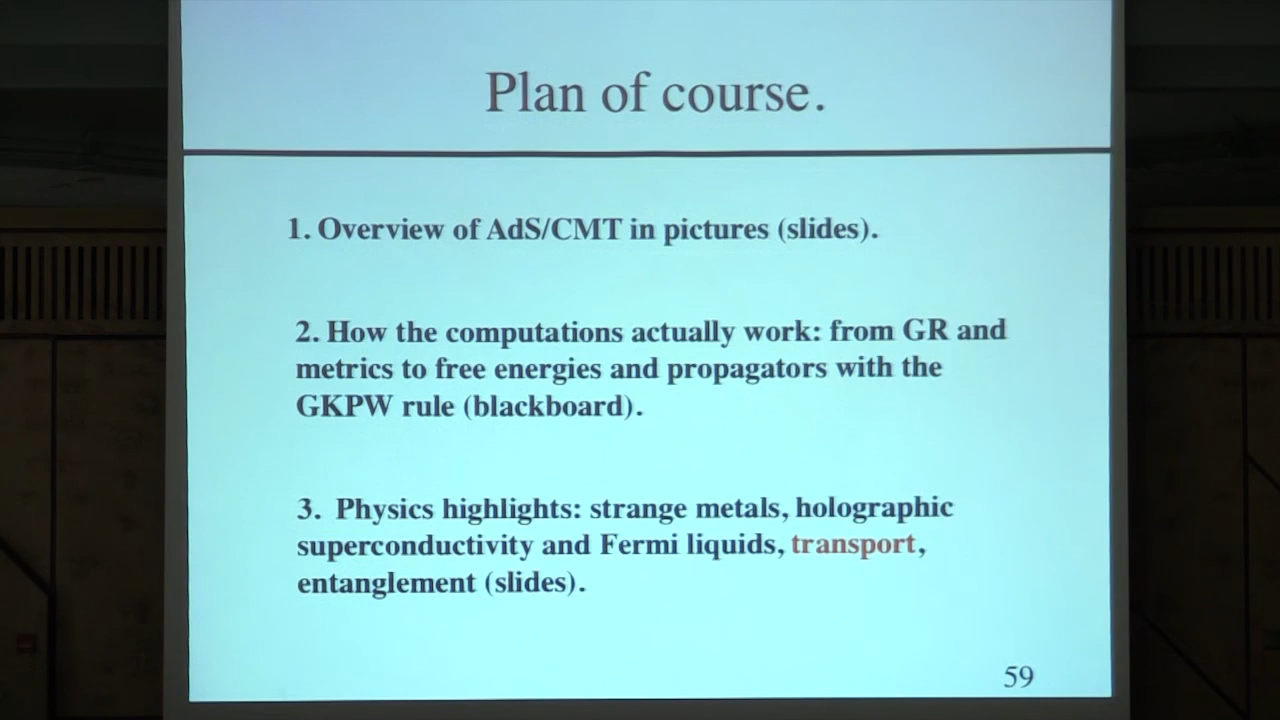 Plan of course.
1. Overview of AdS/CMT in pictures (slides).
2. How the computations actually work: from GR and
metrics to free energies and propagators with the
GKPW rule (blackboard).
3. Physics highlights: strange metals, holographic
superconductivity and Fermi liquids, transport,
entanglement (slides).
59